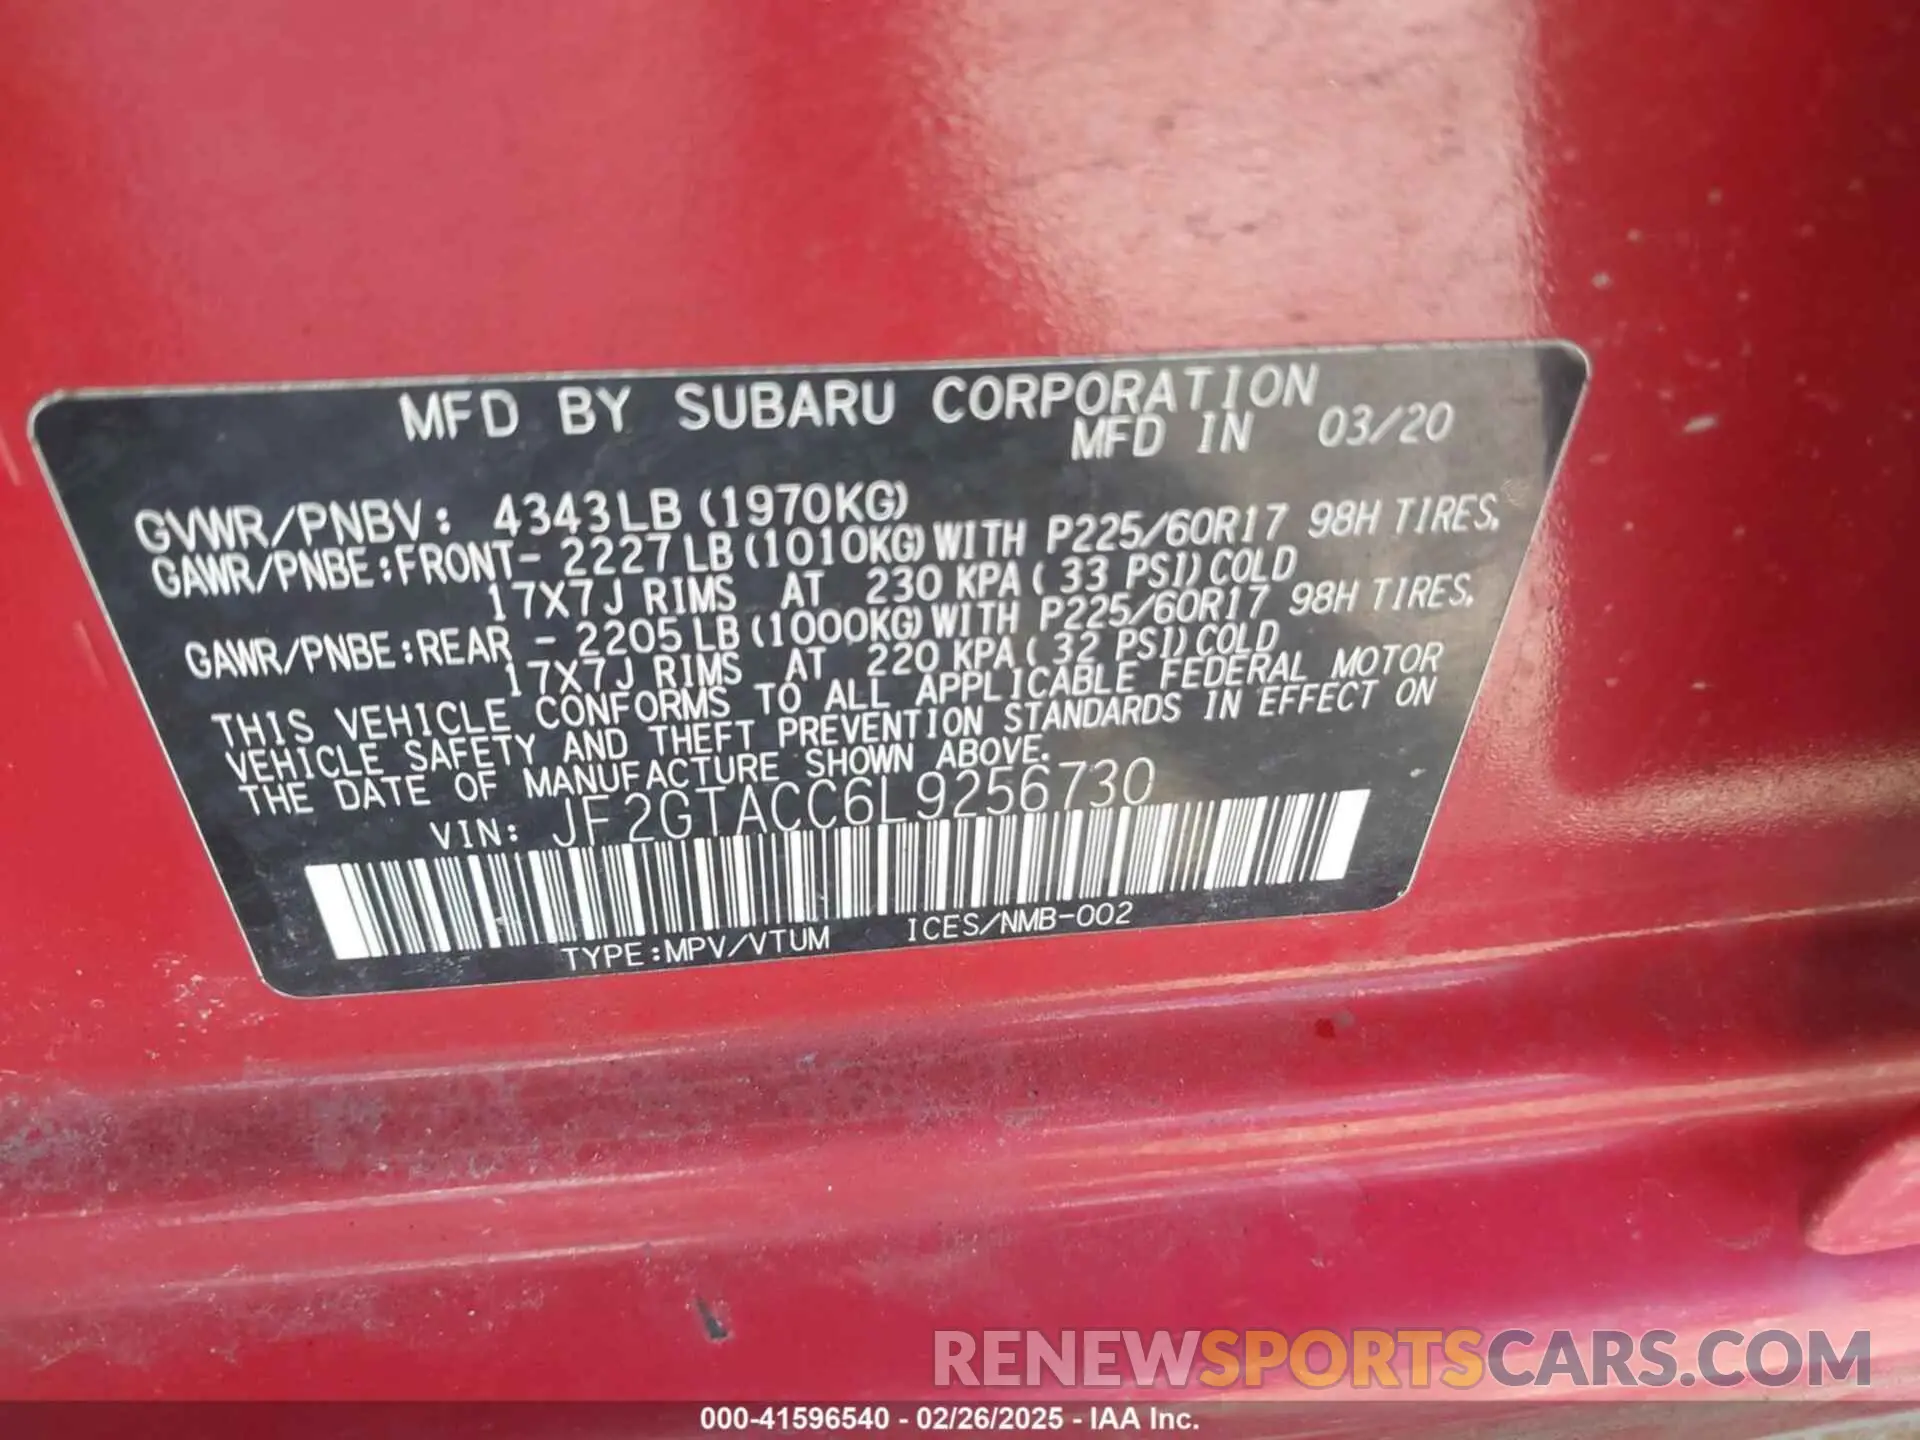 MFD BY SUBARU CORPORATION
MFD IN 03/20
GVWR/PNBV: 4343LB (1970KG)
GAWR/PNBE:FRONT- 2227LB (1010KG) WITH P225/60R17 98H TIRES.
17X7J RIMS AT 230 KPA ( 33 PSI) COLD
GAWR/PNBE:REAR - 2205LB (1000KG) WITH P225/60R17 98H TIRES.
17X7J RIMS AT 220 KPA ( 32 PSI) COLD
THIS VEHICLE CONFORMS TO ALL APPLICABLE FEDERAL MOTOR
VEHICLE SAFETY AND THEFT PREVENTION STANDARDS IN EFFECT ON
THE DATE OF MANUFACTURE SHOWN ABOVE.
VIN: JF2GTACC6L9256730
TYPE:MPV/VTUM ICES/NMB-002
RENEWSPORTSCARS.COM
000-41596540 - 02/26/2025 - IAA Inc.